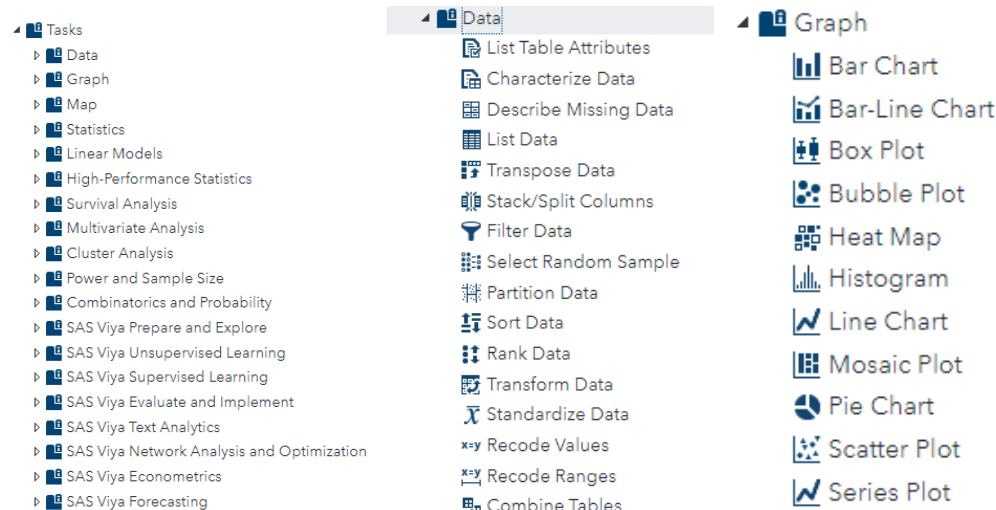 Tasks
Data
Graph
Map
Statistics
Linear Models
High-Performance Statistics
Survival Analysis
Multivariate Analysis
Cluster Analysis
Power and Sample Size
Combinatorics and Probability
SAS Viya Prepare and Explore
SAS Viya Unsupervised Learning
SAS Viya Supervised Learning
SAS Viya Evaluate and Implement
SAS Viya Text Analytics
SAS Viya Network Analysis and Optimization
SAS Viya Econometrics
SAS Viya Forecasting
Data
List Table Attributes
Characterize Data
Describe Missing Data
List Data
Transpose Data
Stack/Split Columns
Filter Data
Select Random Sample
Partition Data
Sort Data
Rank Data
Transform Data
Standardize Data
x=y Recode Values
x=y Recode Ranges
Combine Tables
Graph
Bar Chart
Bar-Line Chart
Box Plot
Bubble Plot
Heat Map
Histogram
Line Chart
Mosaic Plot
Pie Chart
Scatter Plot
Series Plot